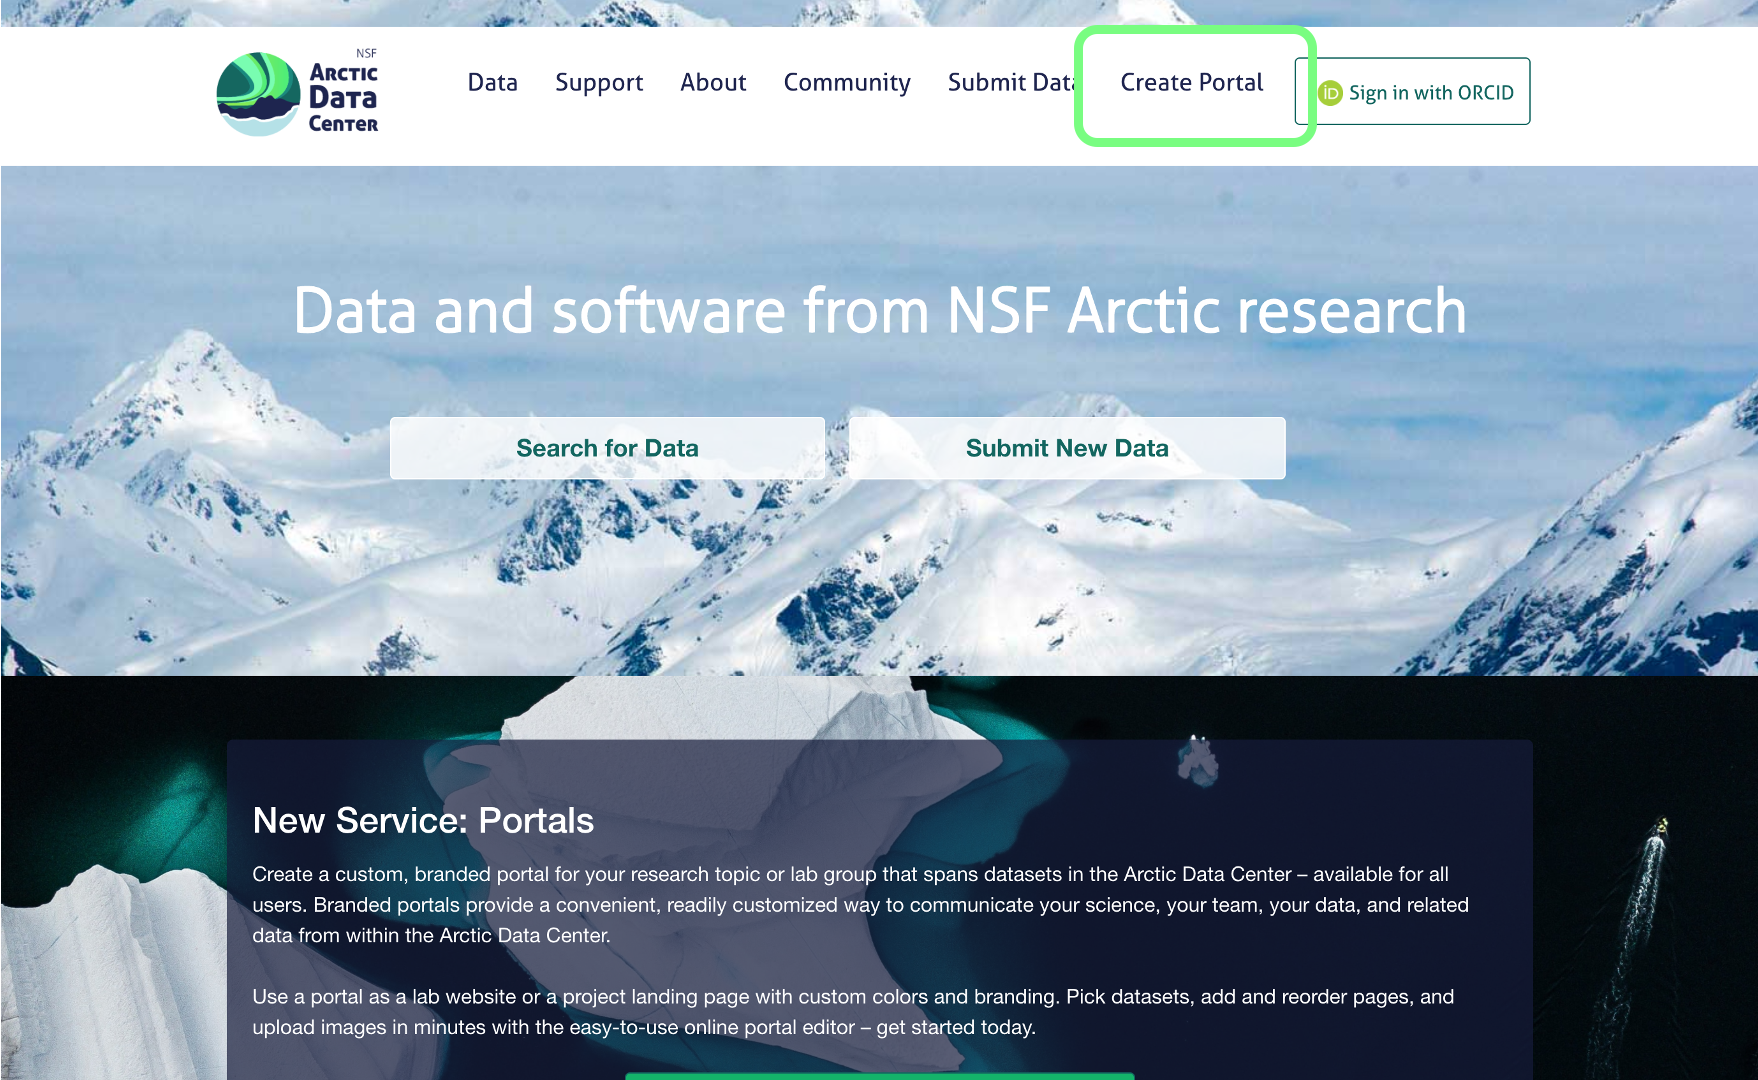 NSF
ARCTIC
DATA
CENTER
Data
Support
About
Community
Submit Data
Create Portal
iD Sign in with ORCID
Data and software from NSF Arctic research
Search for Data
Submit New Data
New Service: Portals
Create a custom, branded portal for your research topic or lab group that spans datasets in the Arctic Data Center – available for all
users. Branded portals provide a convenient, readily customized way to communicate your science, your team, your data, and related
data from within the Arctic Data Center.
Use a portal as a lab website or a project landing page with custom colors and branding. Pick datasets, add and reorder pages, and
upload images in minutes with the easy-to-use online portal editor – get started today.